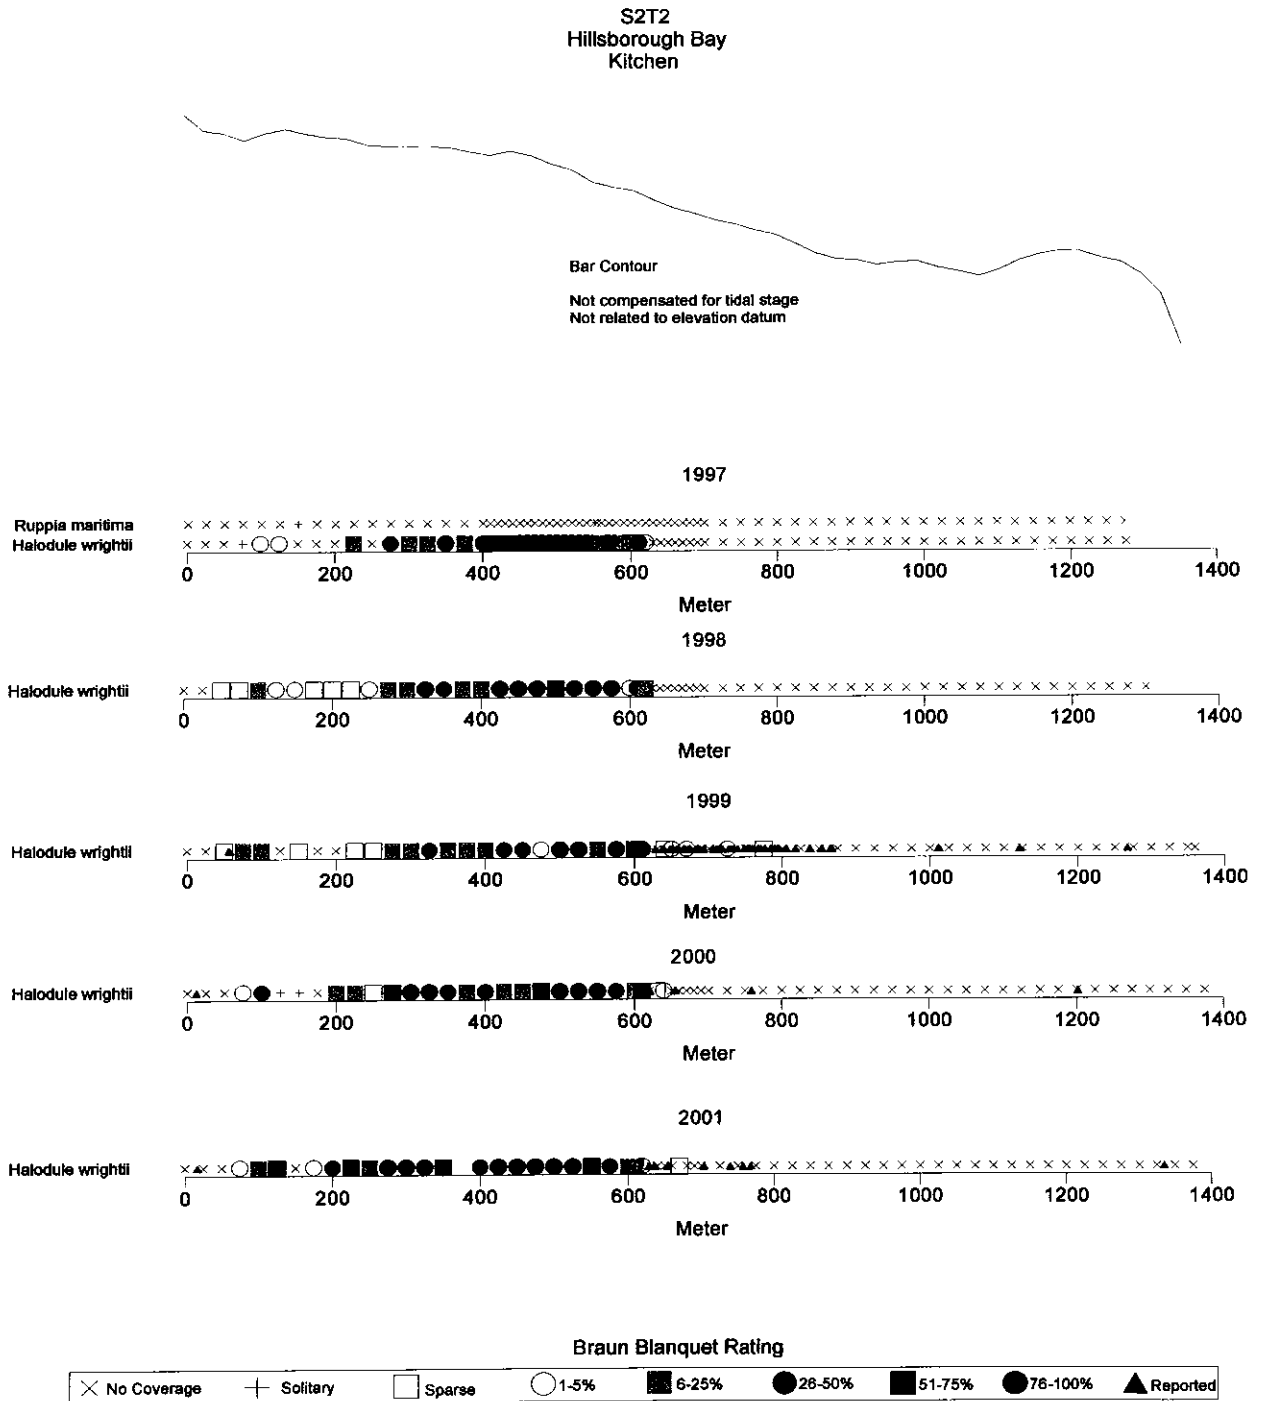 S2T2
Hillsborough Bay
Kitchen
Bar Contour
Not compensated for tidal stage
Not related to elevation datum
1997
Ruppia maritima
Halodule wrightii
0 200 400 600 800 1000 1200 1400
Meter
1998
Halodule wrightii
0 200 400 600 800 1000 1200 1400
Meter
1999
Halodule wrightii
0 200 400 600 800 1000 1200 1400
Meter
2000
Halodule wrightii
0 200 400 600 800 1000 1200 1400
Meter
2001
Halodule wrightii
0 200 400 600 800 1000 1200 1400
Meter
Braun Blanquet Rating
No Coverage Solitary Sparse 1-5% 6-25% 26-50% 51-75% 76-100% Reported